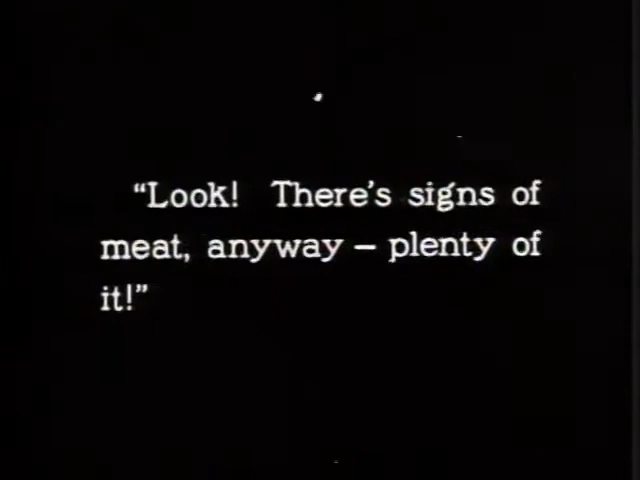 “Look! There’s signs of
meat, anyway — plenty of
it!”